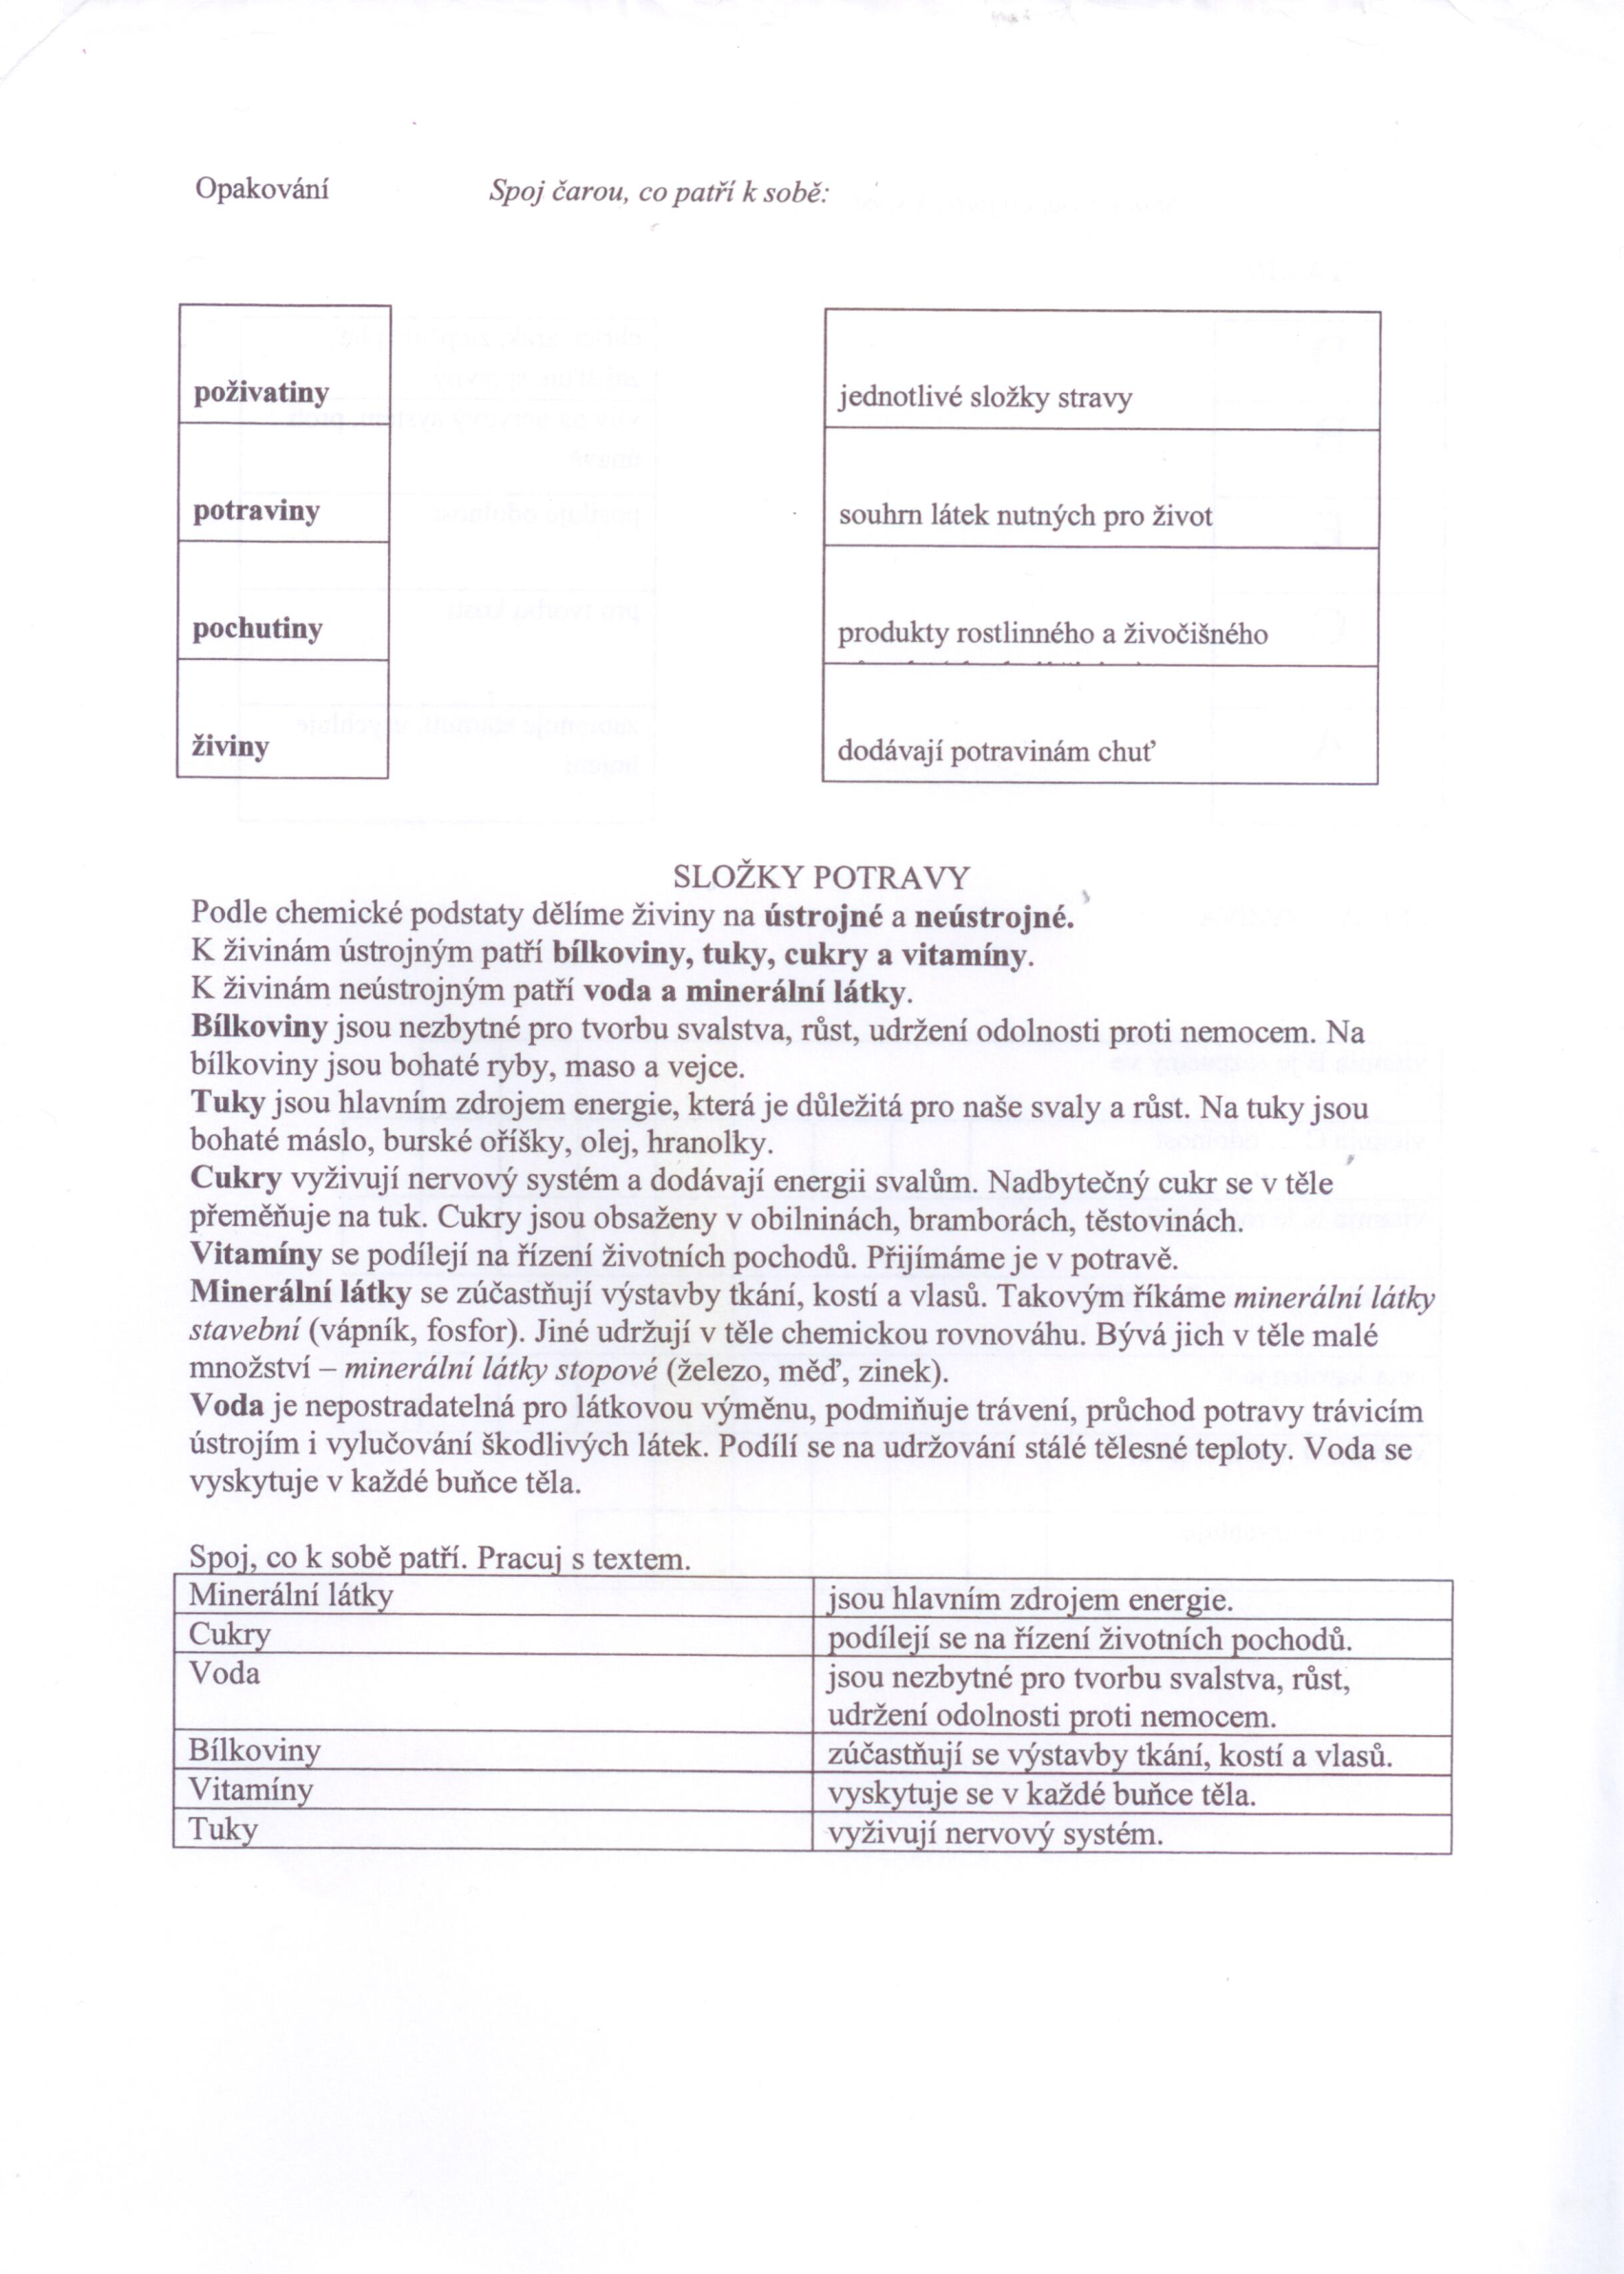 Opakování Spoj čarou, co patří k sobě:
poživatiny
potraviny
pochutiny
živiny
jednotlivé složky stravy
souhrn látek nutných pro život
produkty rostlinného a živočišného
dodávají potravinám chuť
SLOŽKY POTRAVY
Podle chemické podstaty dělíme živiny na ústrojné a neústrojné.
K živinám ústrojným patří bílkoviny, tuky, cukry a vitamíny.
K živinám neústrojným patří voda a minerální látky.
Bílkoviny jsou nezbytné pro tvorbu svalstva, růst, udržení odolnosti proti nemocem. Na
bílkoviny jsou bohaté ryby, maso a vejce.
Tuky jsou hlavním zdrojem energie, která je důležitá pro naše svaly a růst. Na tuky jsou
bohaté máslo, burské oříšky, olej, hranolky.
Cukry vyživují nervový systém a dodávají energii svalům. Nadbytečný cukr se v těle
přeměňuje na tuk. Cukry jsou obsaženy v obilninách, bramborách, těstovinách.
Vitamíny se podílejí na řízení životních pochodů. Přijímáme je v potravě.
Minerální látky se zúčastňují výstavby tkání, kostí a vlasů. Takovým říkáme minerální látky
stavební (vápník, fosfor). Jiné udržují v těle chemickou rovnováhu. Bývá jich v těle malé
množství – minerální látky stopové (železo, měď, zinek).
Voda je nepostradatelná pro látkovou výměnu, podmiňuje trávení, průchod potravy trávicím
ústrojím i vylučování škodlivých látek. Podílí se na udržování stálé tělesné teploty. Voda se
vyskytuje v každé buňce těla.
Spoj, co k sobě patří. Pracuj s textem.
Minerální látky jsou hlavním zdrojem energie.
Cukry podílejí se na řízení životních pochodů.
Voda jsou nezbytné pro tvorbu svalstva, růst,
udržení odolnosti proti nemocem.
Bílkoviny zúčastňují se výstavby tkání, kostí a vlasů.
Vitamíny vyskytuje se v každé buňce těla.
Tuky vyživují nervový systém.